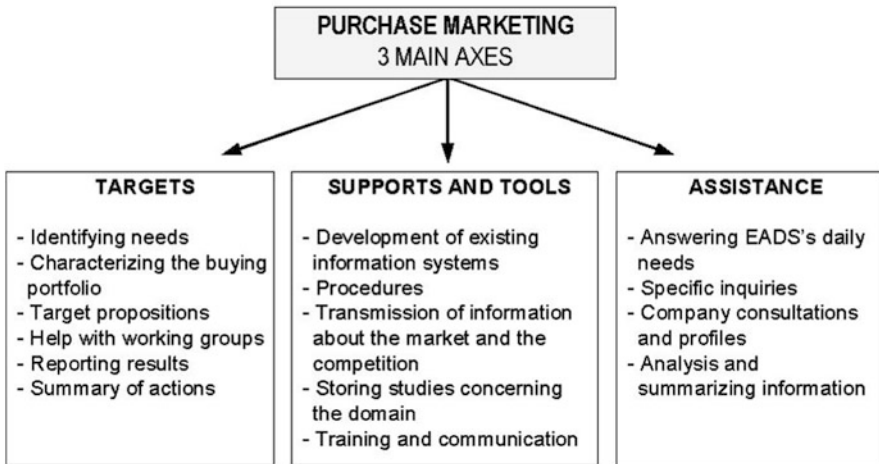 PURCHASE MARKETING
3 MAIN AXES
TARGETS
- Identifying needs
- Characterizing the buying
portfolio
- Target propositions
- Help with working groups
- Reporting results
- Summary of actions
SUPPORTS AND TOOLS
- Development of existing
information systems
- Procedures
- Transmission of information
about the market and the
competition
- Storing studies concerning
the domain
- Training and communication
ASSISTANCE
- Answering EADS's daily
needs
- Specific inquiries
- Company consultations
and profiles
- Analysis and
summarizing information